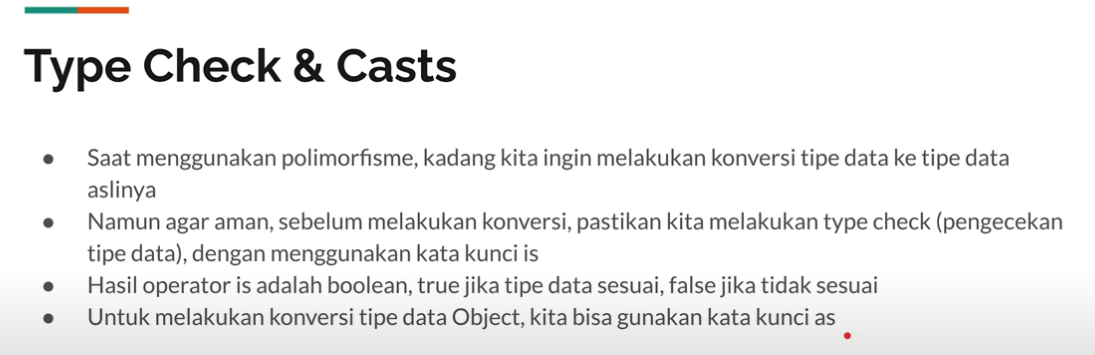 Type Check & Casts
● Saat menggunakan polimorfisme, kadang kita ingin melakukan konversi tipe data ke tipe data
aslinya
● Namun agar aman, sebelum melakukan konversi, pastikan kita melakukan type check (pengecekan
tipe data), dengan menggunakan kata kunci is
● Hasil operator is adalah boolean, true jika tipe data sesuai, false jika tidak sesuai
● Untuk melakukan konversi tipe data Object, kita bisa gunakan kata kunci as